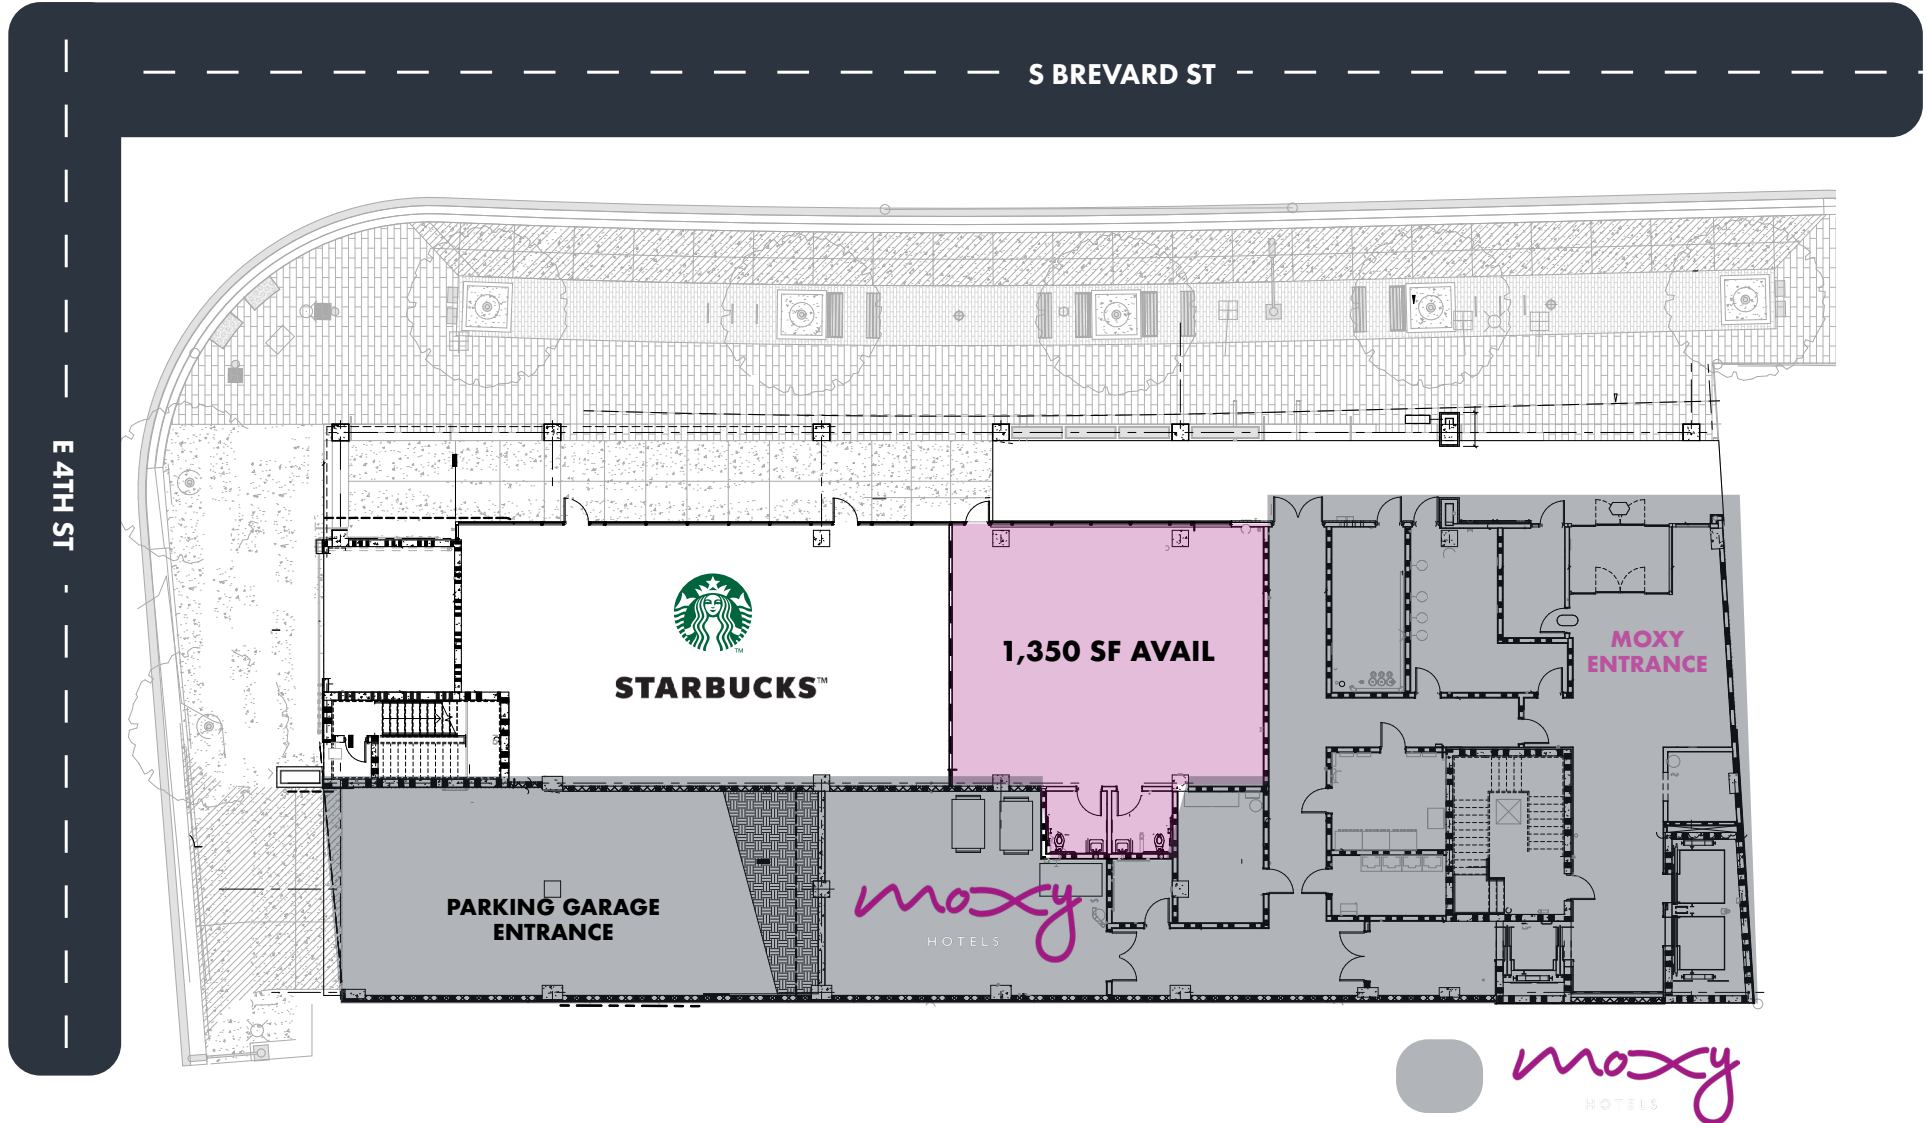 S BREVARD ST
E 4TH ST
STARBUCKS™
1,350 SF AVAIL
MOXY
ENTRANCE
PARKING GARAGE
ENTRANCE
moxy
HOTELS
moxy
HOTELS